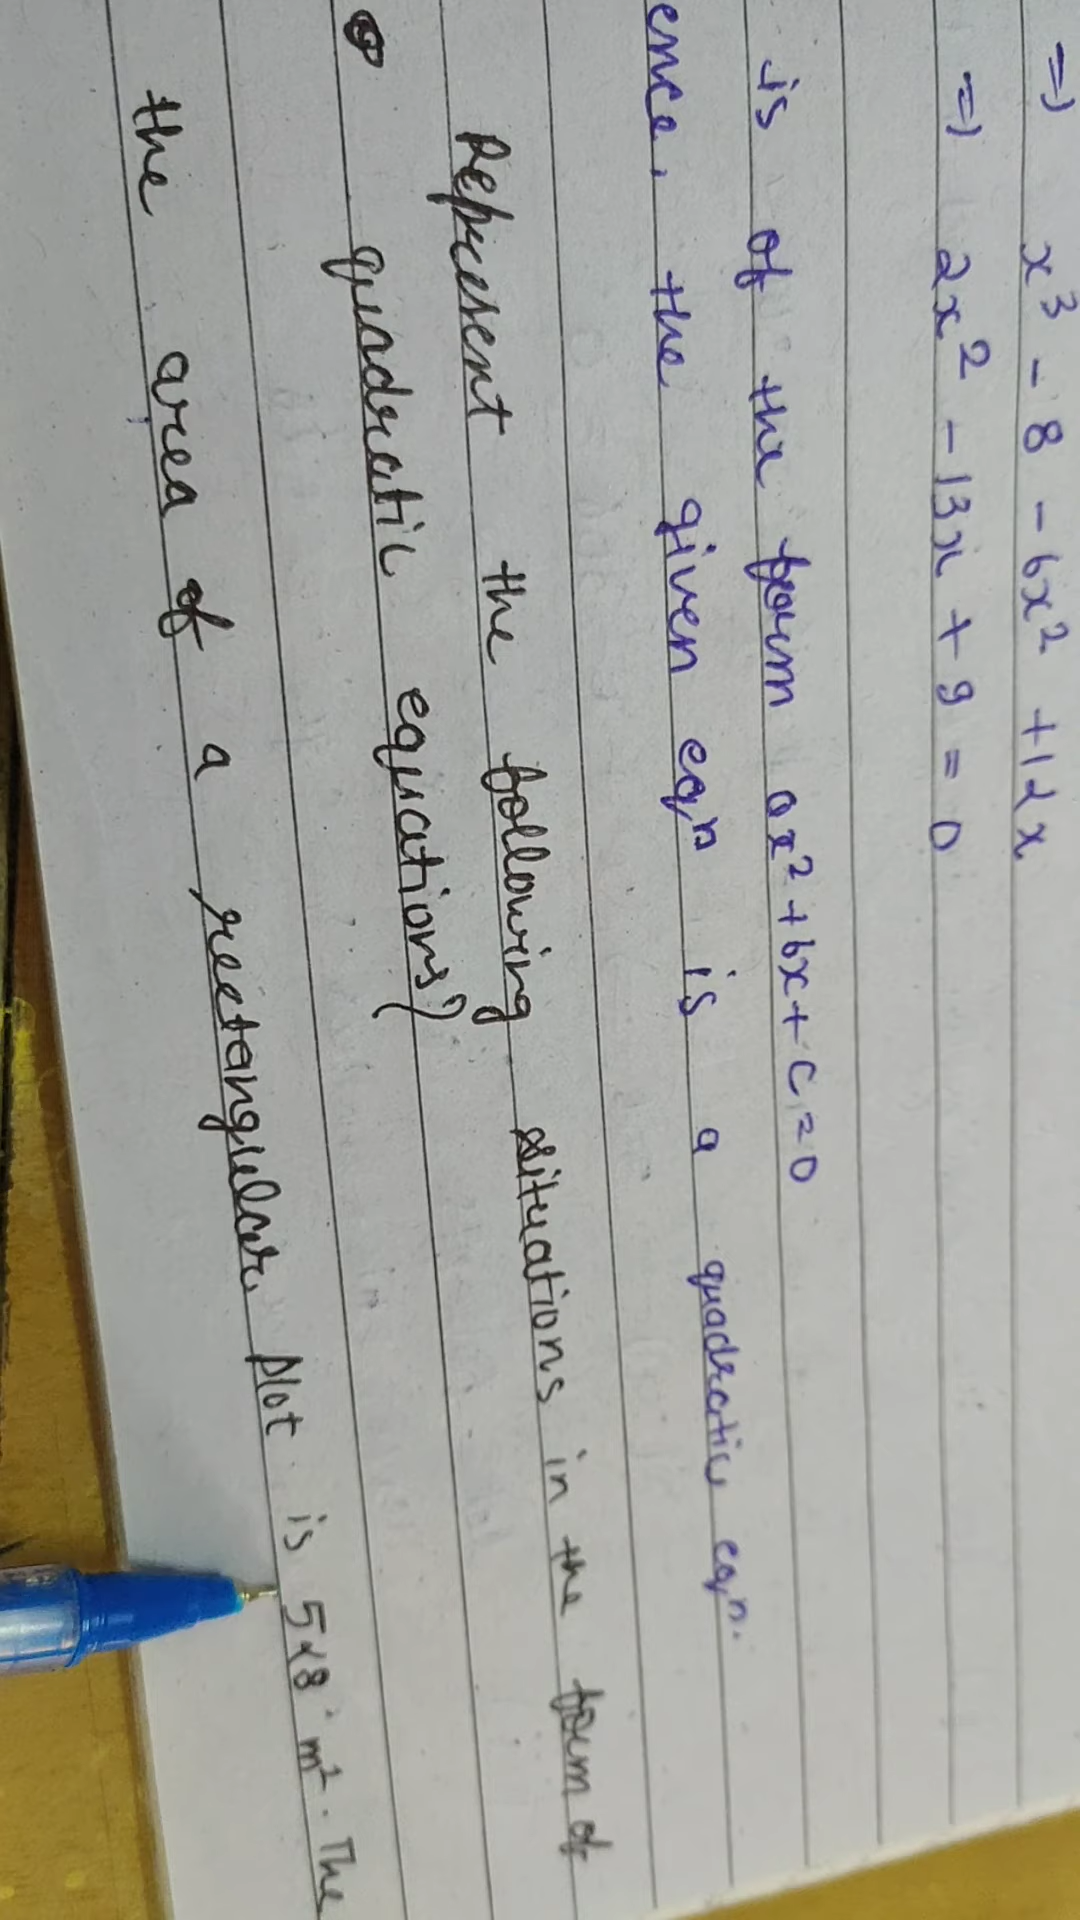 =) x³ - 8 - 6x² + 12x
=) 2x² - 13x + 9 = 0
is of the form ax² + bx + c = 0
ence, the given eqⁿ is a quadratic eqⁿ.
Represent the following situations in the form of
quadratic equations?
the area of a rectangular plot is 528 m². The